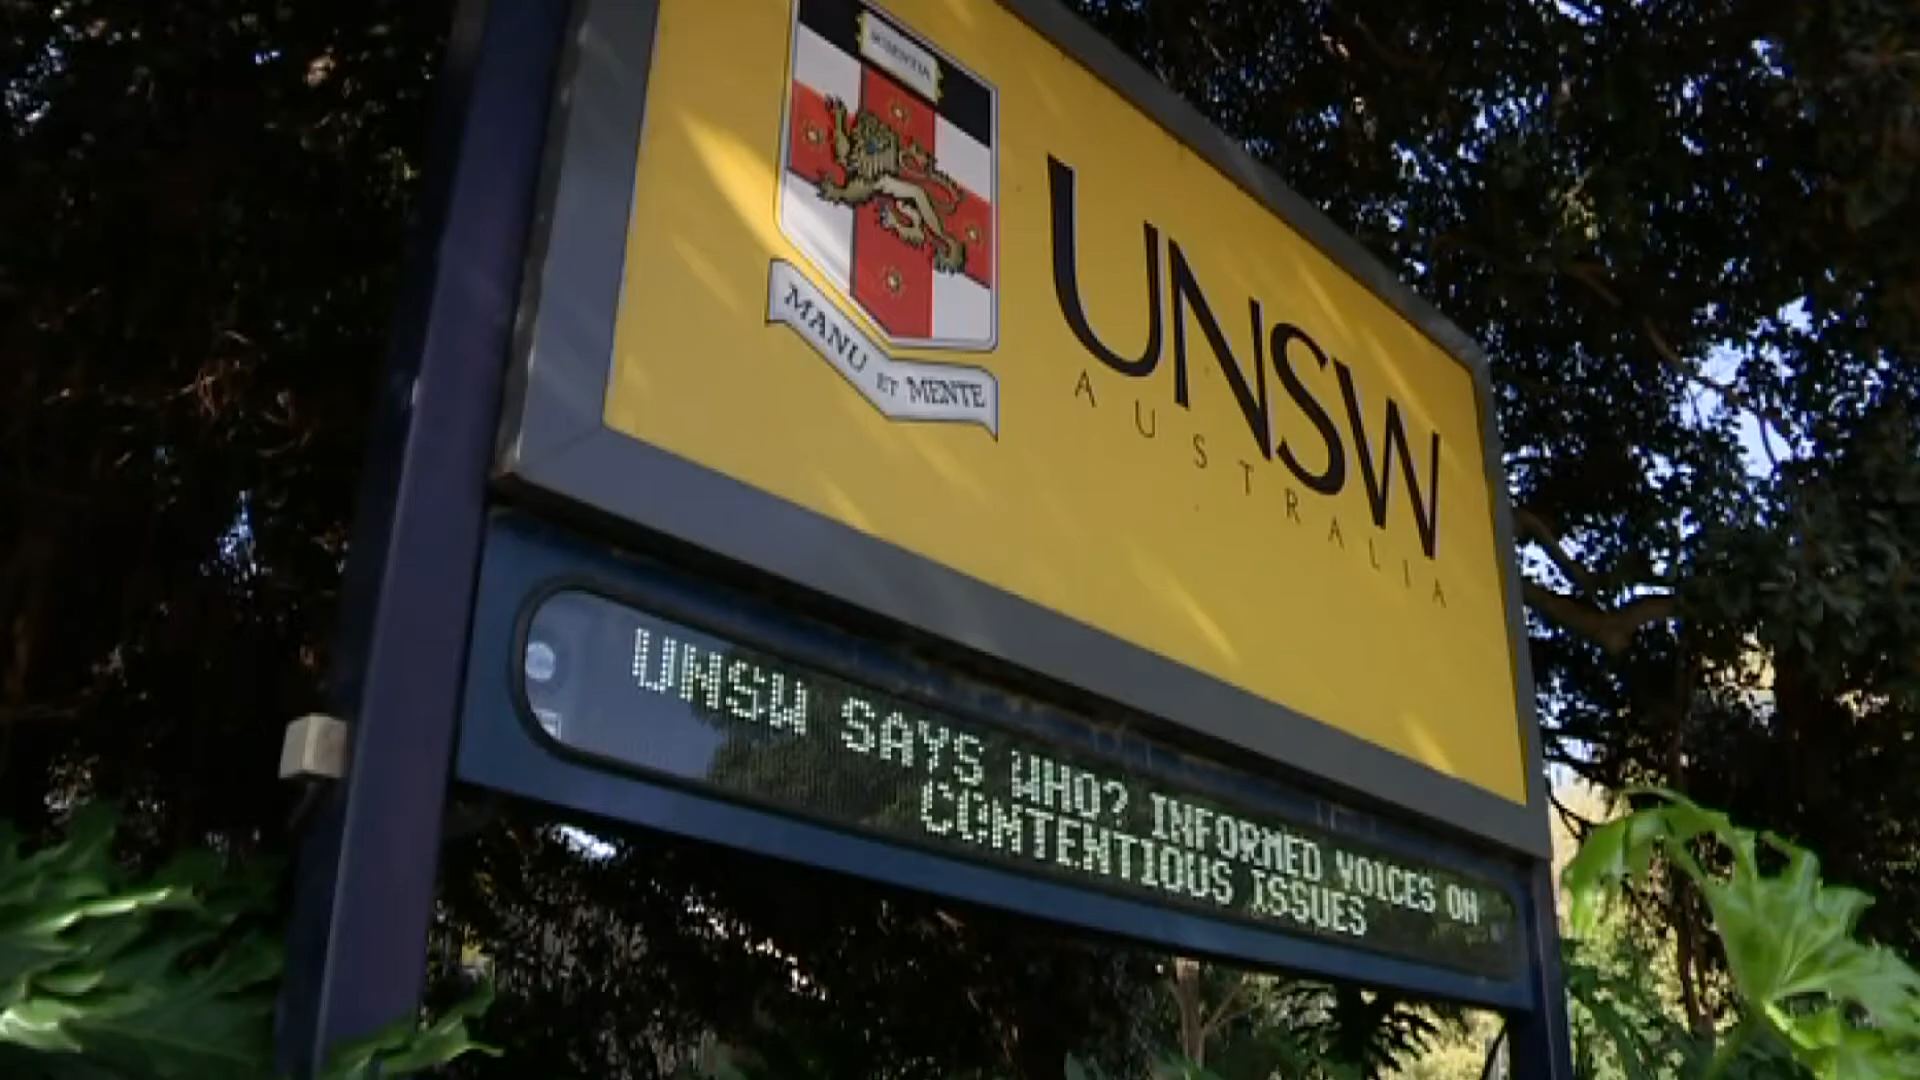 SCIENTIA
MANU ET MENTE
UNSW
AUSTRALIA
UNSW SAYS WHO? INFORMED VOICES ON
CONTENTIOUS ISSUES